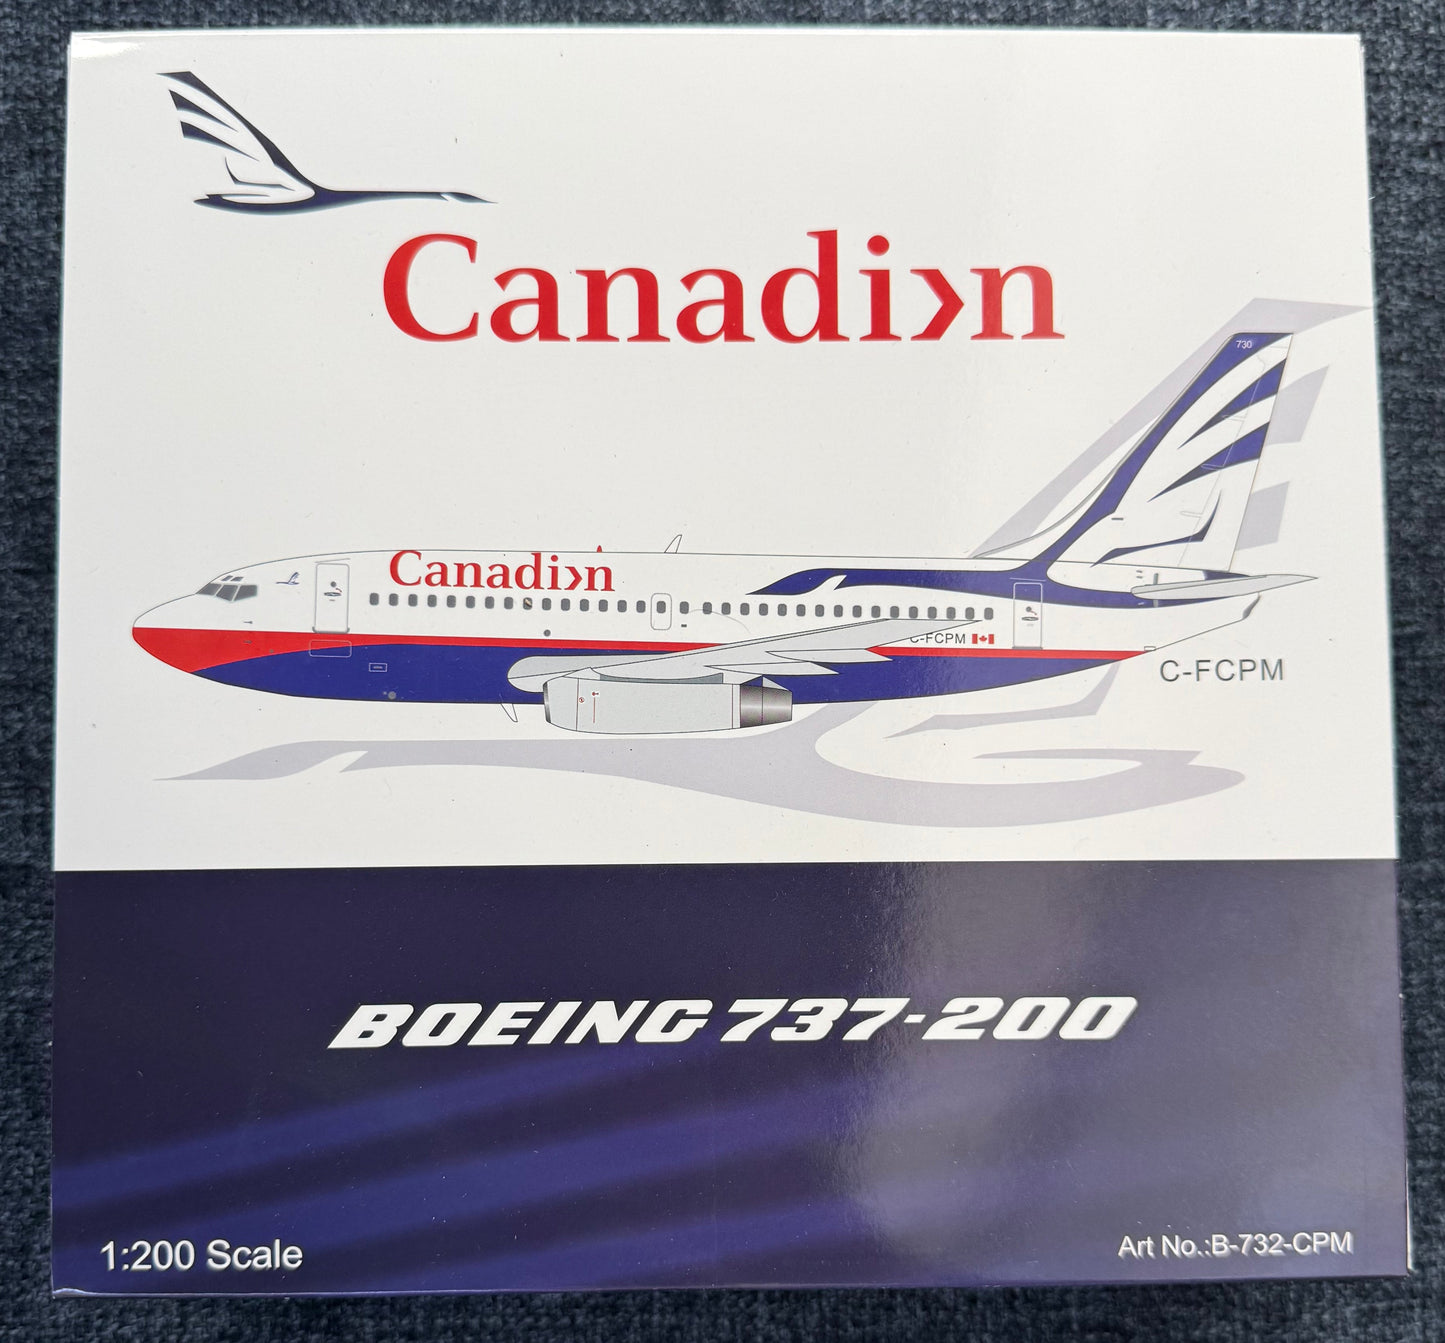 Canadi>n
730
Canadi>n
C-FCPM
C-FCPM
BOEING 737-200
1:200 Scale
Art No.:B-732-CPM